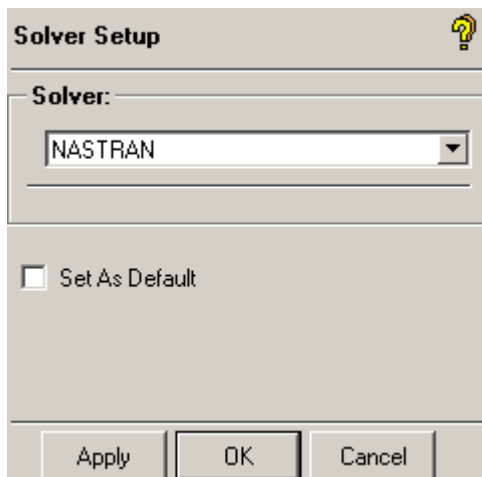 Solver Setup
Solver:
NASTRAN
Set As Default
Apply OK Cancel